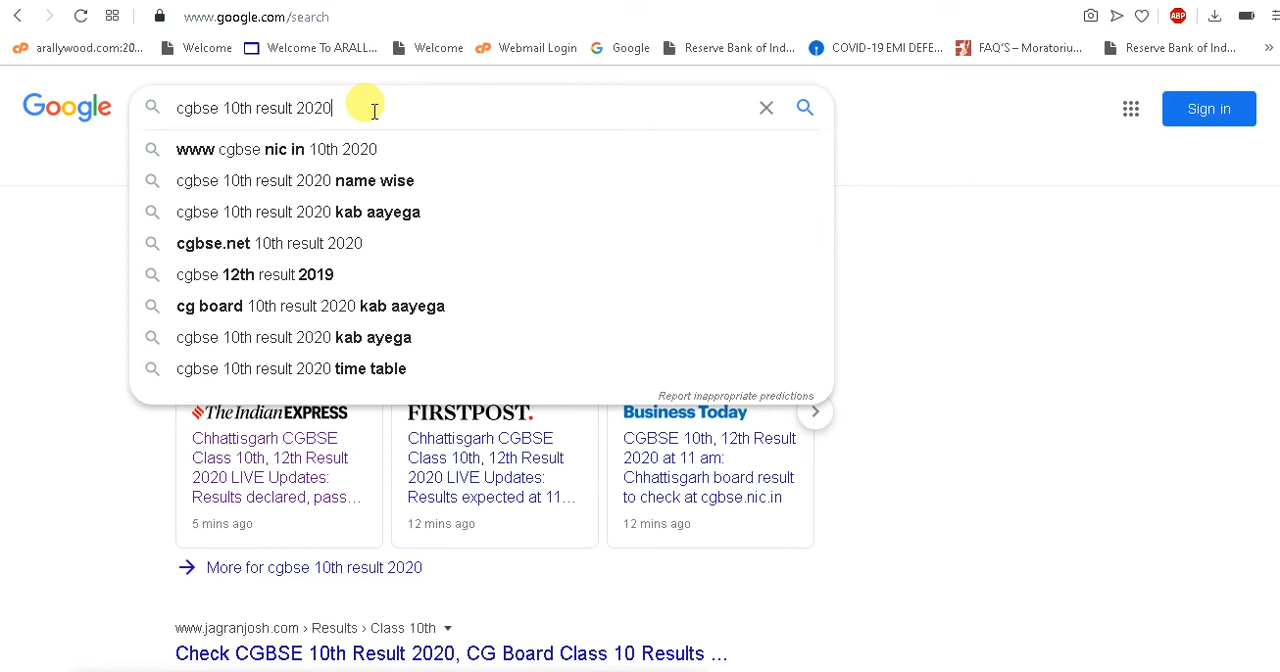 www.google.com/search
ABP
arallywood.com:20...
Welcome
Welcome To ARALL...
Welcome
Webmail Login
Google
Reserve Bank of Ind...
COVID-19 EMI DEFE...
FAQ'S – Moratoriu...
Reserve Bank of Ind...
»
Google
cgbse 10th result 2020
Sign in
www cgbse nic in 10th 2020
cgbse 10th result 2020 name wise
cgbse 10th result 2020 kab aayega
cgbse.net 10th result 2020
cgbse 12th result 2019
cg board 10th result 2020 kab aayega
cgbse 10th result 2020 kab ayega
cgbse 10th result 2020 time table
Report inappropriate predictions
The Indian EXPRESS
Chhattisgarh CGBSE
Class 10th, 12th Result
2020 LIVE Updates:
Results declared, pass...
5 mins ago
FIRSTPOST.
Chhattisgarh CGBSE
Class 10th, 12th Result
2020 LIVE Updates:
Results expected at 11...
12 mins ago
Business Today
CGBSE 10th, 12th Result
2020 at 11 am:
Chhattisgarh board result
to check at cgbse.nic.in
12 mins ago
More for cgbse 10th result 2020
www.jagranjosh.com › Results › Class 10th
Check CGBSE 10th Result 2020, CG Board Class 10 Results ...